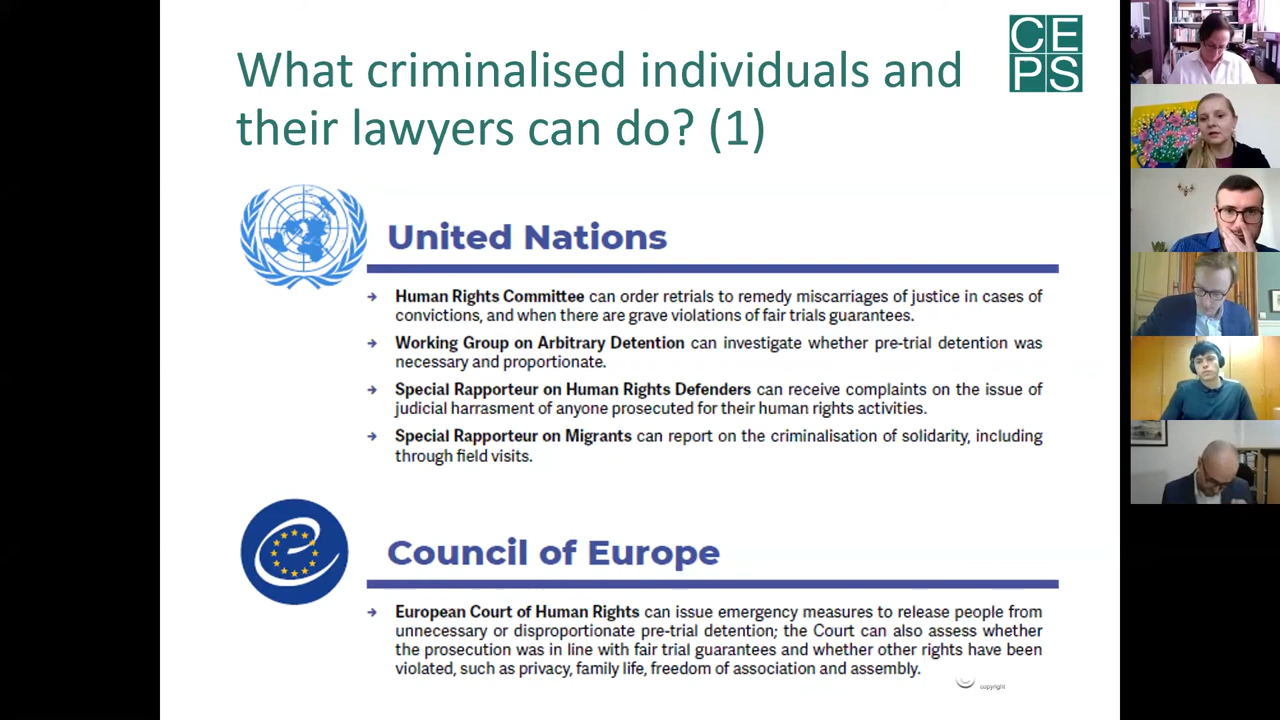 What criminalised individuals and
their lawyers can do? (1)
CE
PS
United Nations
→ Human Rights Committee can order retrials to remedy miscarriages of justice in cases of
convictions, and when there are grave violations of fair trials guarantees.
→ Working Group on Arbitrary Detention can investigate whether pre-trial detention was
necessary and proportionate.
→ Special Rapporteur on Human Rights Defenders can receive complaints on the issue of
judicial harrasment of anyone prosecuted for their human rights activities.
→ Special Rapporteur on Migrants can report on the criminalisation of solidarity, including
through field visits.
Council of Europe
→ European Court of Human Rights can issue emergency measures to release people from
unnecessary or disproportionate pre-trial detention; the Court can also assess whether
the prosecution was in line with fair trial guarantees and whether other rights have been
violated, such as privacy, family life, freedom of association and assembly.
copyright